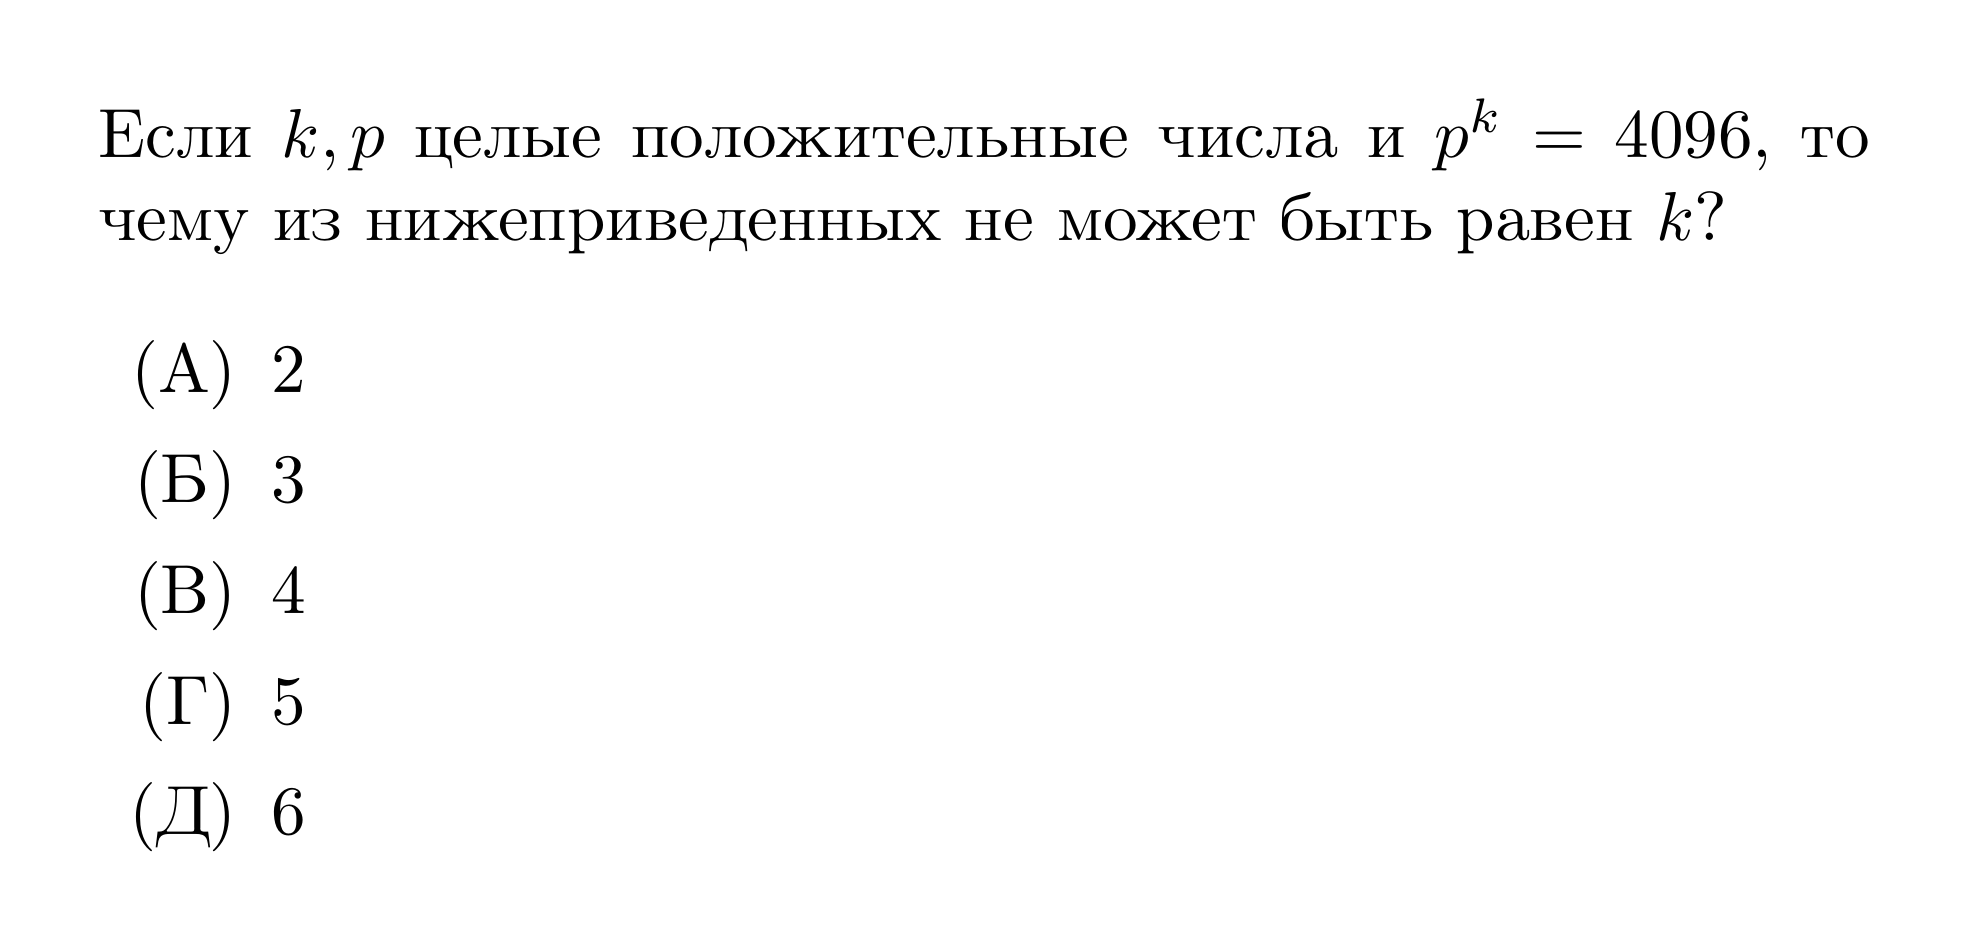 Если k, p целые положительные числа и p^k = 4096, то
чему из нижеприведенных не может быть равен k?
(А) 2
(Б) 3
(В) 4
(Г) 5
(Д) 6